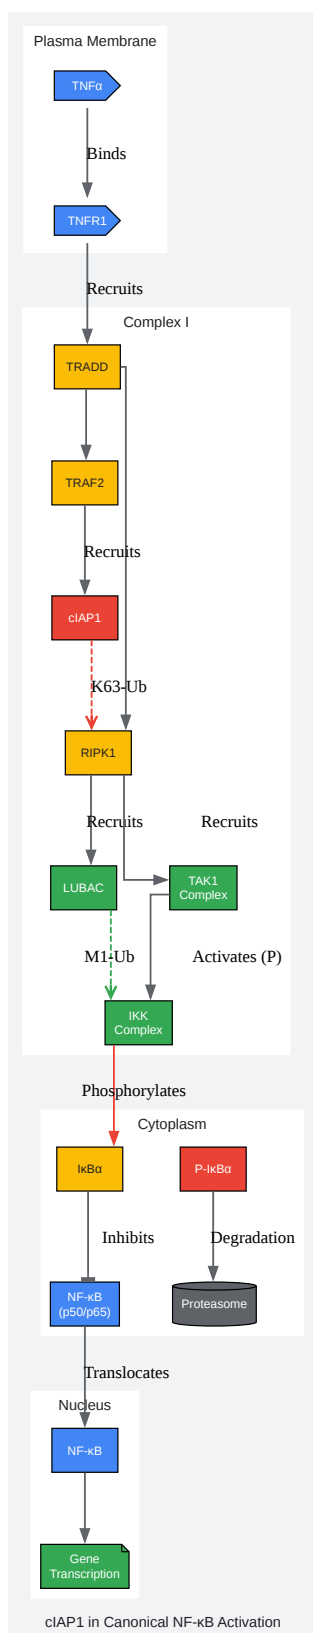 Plasma Membrane
TNFα
Binds
TNFR1
Recruits
Complex I
TRADD
TRAF2
Recruits
cIAP1
K63-Ub
RIPK1
Recruits
Recruits
LUBAC
TAK1
Complex
M1-Ub
Activates (P)
IKK
Complex
Phosphorylates
Cytoplasm
IκBα
P-IκBα
Inhibits
Degradation
NF-κB
(p50/p65)
Proteasome
Translocates
Nucleus
NF-κB
Gene
Transcription
cIAP1 in Canonical NF-κB Activation